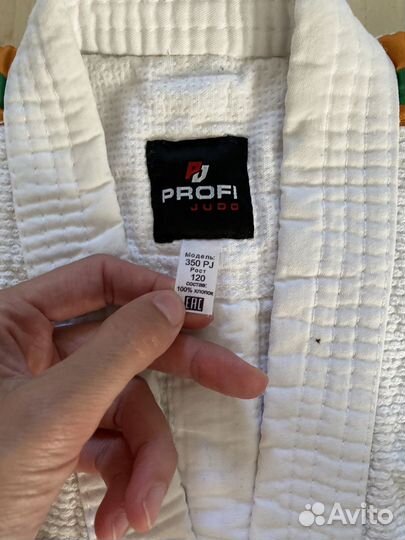 PJ
PROFI
JUDO
Модель:
350 PJ
Рост
120
состав:
100% хлопок
EAC
Avito